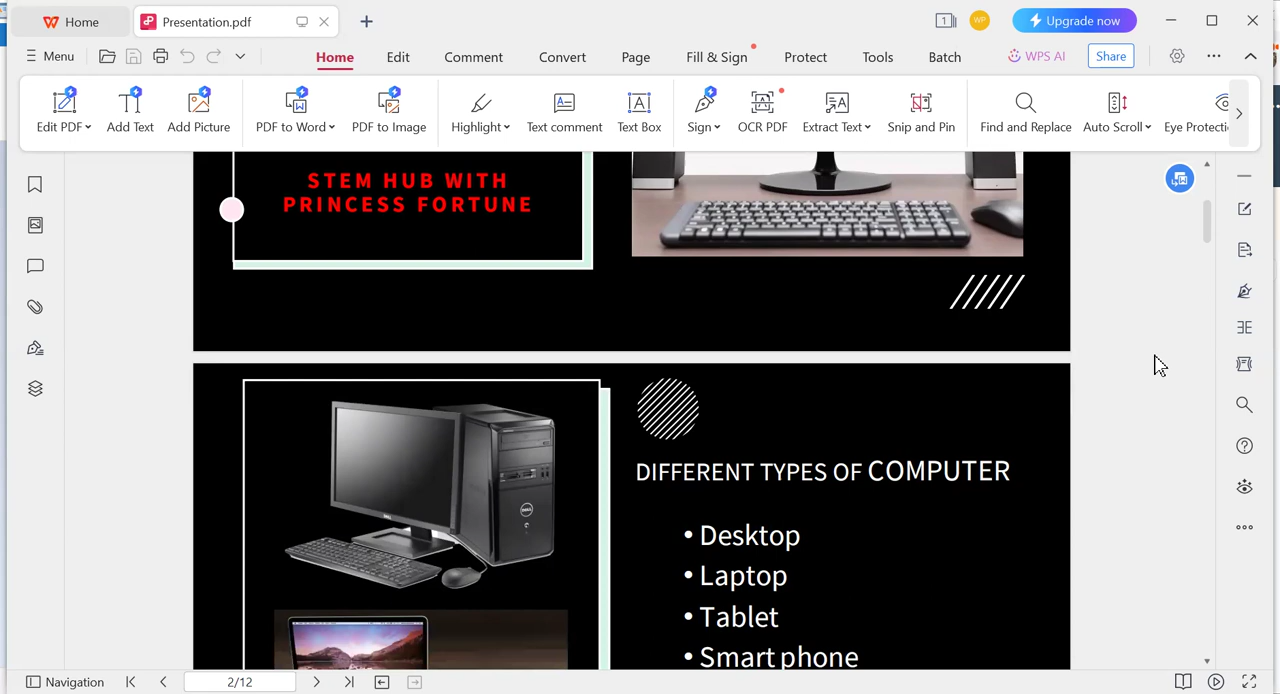 Home
Presentation.pdf
1
WP
Upgrade now
Menu
Home
Edit
Comment
Convert
Page
Fill & Sign
Protect
Tools
Batch
WPS AI
Share
Edit PDF
Add Text
Add Picture
PDF to Word
PDF to Image
Highlight
Text comment
Text Box
Sign
OCR PDF
Extract Text
Snip and Pin
Find and Replace
Auto Scroll
Eye Protecti
STEM HUB WITH
PRINCESS FORTUNE
DIFFERENT TYPES OF COMPUTER
• Desktop
• Laptop
• Tablet
• Smart phone
Navigation
2/12